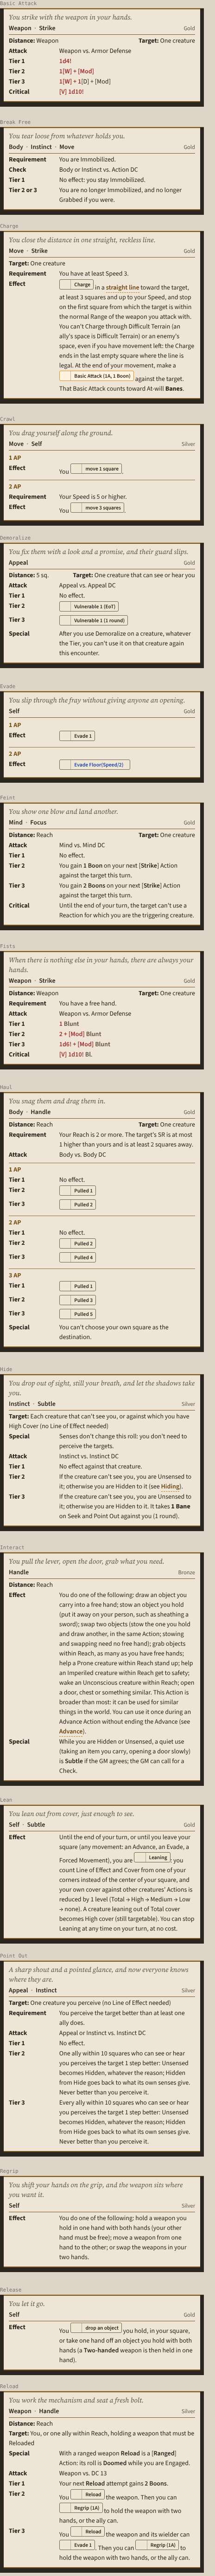 Basic Attack
You strike with the weapon in your hands.
Weapon · Strike Gold
Distance: Weapon Target: One creature
Attack Weapon vs. Armor Defense
Tier 1 1d4!
Tier 2 1[W] + [Mod]
Tier 3 1[W] + 1[D] + [Mod]
Critical [V] 1d10!
Break Free
You tear loose from whatever holds you.
Body · Instinct · Move Gold
Requirement You are Immobilized.
Check Body or Instinct vs. Action DC
Tier 1 No effect: you stay Immobilized.
Tier 2 or 3 You are no longer Immobilized, and no longer
Grabbed if you were.
Charge
You close the distance in one straight, reckless line.
Move · Strike Gold
Target: One creature
Requirement You have at least Speed 3.
Effect Charge in a straight line toward the target,
at least 3 squares and up to your Speed, and stop
on the first square from which the target is within
the normal Range of the weapon you attack with.
You can't Charge through Difficult Terrain (an
ally's space is Difficult Terrain) or an enemy's
space, even if you have movement left; the Charge
ends in the last empty square where the line is
legal. At the end of your movement, make a
Basic Attack (1A, 1 Boon) against the target.
That Basic Attack counts toward At-Will Banes.
Crawl
You drag yourself along the ground.
Move · Self Silver
1 AP
Effect You move 1 square
2 AP
Requirement Your Speed is 5 or higher.
Effect You move 3 squares
Demoralize
You fix them with a look and a promise, and their guard slips.
Appeal Gold
Distance: 5 sq. Target: One creature that can see or hear you
Attack Appeal vs. Appeal DC
Tier 1 No effect.
Tier 2 Vulnerable 1 (EoT)
Tier 3 Vulnerable 1 (1 round)
Special After you use Demoralize on a creature, whatever
the Tier, you can't use it on that creature again
this encounter.
Evade
You slip through the fray without giving anyone an opening.
Self Gold
1 AP
Effect Evade 1
2 AP
Effect Evade Floor(Speed/2)
Feint
You show one blow and land another.
Mind · Focus Gold
Distance: Reach Target: One creature
Attack Mind vs. Mind DC
Tier 1 No effect.
Tier 2 You gain 1 Boon on your next [Strike] Action
against the target this turn.
Tier 3 You gain 2 Boons on your next [Strike] Action
against the target this turn.
Critical Until the end of your turn, the target can't use a
Reaction for which you are the triggering creature.
Fists
When there is nothing else in your hands, there are always your
hands.
Weapon · Strike Gold
Distance: Weapon Target: One creature
Requirement You have a free hand.
Attack Weapon vs. Armor Defense
Tier 1 1 Blunt
Tier 2 2 + [Mod] Blunt
Tier 3 1d6! + [Mod] Blunt
Critical [V] 1d10! Bl.
Haul
You snag them and drag them in.
Body · Handle Gold
Distance: Reach Target: One creature
Requirement Your Reach is 2 or more. The target's SR is at most
1 higher than yours and is at least 2 squares away.
Attack Body vs. Body DC
1 AP
Tier 1 No effect.
Tier 2 Pulled 1
Tier 3 Pulled 2
2 AP
Tier 1 No effect.
Tier 2 Pulled 2
Tier 3 Pulled 4
3 AP
Tier 1 Pulled 1
Tier 2 Pulled 3
Tier 3 Pulled 5
Special You can't choose your own square as the
destination.
Hide
You drop out of sight, still your breath, and let the shadows take
you.
Instinct · Subtle Silver
Target: Each creature that can't see you, or against which you have
High Cover (no Line of Effect needed)
Special Senses don't change this roll: you don't need to
perceive the targets.
Attack Instinct vs. Instinct DC
Tier 1 No effect against that creature.
Tier 2 If the creature can't see you, you are Unsensed to
it; otherwise you are Hidden to it (see Hiding).
Tier 3 If the creature can't see you, you are Unsensed to
it; otherwise you are Hidden to it. It takes 1 Bane
on Seek and Point Out against you (1 round).
Interact
You pull the lever, open the door, grab what you need.
Handle Bronze
Distance: Reach
Effect You do one of the following: draw an object you
carry into a free hand; stow an object you hold
(put it away on your person, such as sheathing a
sword); swap two objects (stow the one you hold
and draw another, in the same Action; stowing
and swapping need no free hand); grab objects
within Reach, as many as you have free hands;
help a Prone creature within Reach stand up; help
an Imperiled creature within Reach get to safety;
wake an Unconscious creature within Reach; open
a door, chest or something similar. This Action is
broader than most: it can be used for similar
things in the world. You can use it once during an
Advance Action without ending the Advance (see
Advance).
Special While you are Hidden or Unsensed, a quiet use
(taking an item you carry, opening a door slowly)
is Subtle if the GM agrees; the GM can call for a
Check.
Lean
You lean out from cover, just enough to see.
Self · Subtle Gold
Effect Until the end of your turn, or until you leave your
square (any movement: an Advance, an Evade, a
Forced Movement), you are Leaning: you
count Line of Effect and Cover from one of your
corners instead of the center of your square, and
your own cover against other creatures' Actions is
reduced by 1 level (Total → High → Medium → Low
→ none). A creature leaning out of Total cover
becomes High cover (still targetable). You can stop
Leaning at any time on your turn, at no cost.
Point Out
A sharp shout and a pointed glance, and now everyone knows
where they are.
Appeal · Instinct Silver
Target: One creature you perceive (no Line of Effect needed)
Requirement You perceive the target better than at least one
ally does.
Attack Appeal or Instinct vs. Instinct DC
Tier 2 One ally within 10 squares who can see or hear
you perceives the target 1 step better: Unsensed
becomes Hidden, whatever the reason, and Hidden
from Hide goes back to what its own senses give.
Never better than you perceive it.
Tier 3 Every ally within 10 squares who can see or hear
you perceives the target 1 step better: Unsensed
becomes Hidden, whatever the reason, and Hidden
from Hide goes back to what its own senses give.
Never better than you perceive it.
Regrip
You shift your hands on the grip, and the weapon sits where
you want it.
Self Silver
Effect You do one of the following: hold a weapon you
hold in one hand with both hands (your other
hand must be free); move a weapon from one
hand to the other; or swap the weapons in your
two hands.
Release
You let it go.
Self Silver
Effect You drop an object you hold, in your square,
or take one hand off an object you hold with both
hands (a Two-handed weapon is then held in one
hand).
Reload
You work the mechanism and seat a fresh bolt.
Weapon · Handle Silver
Distance: Reach
Target: You, or one ally within Reach, holding a weapon that must be
Reloaded
Special With a ranged weapon Reload is a [Ranged]
Action: its roll is Doomed while you are Engaged.
Attack Weapon vs. DC 13
Tier 1 Your next Reload attempt gains 2 Boons.
Tier 2 You Reload the weapon. Then you can
Regrip (1A) to hold the weapon with two
hands, or the ally can.
Tier 3 You Reload the weapon and its wielder can
Evade 1. Then you can Regrip (1A) to
hold the weapon with two hands, or the ally can.